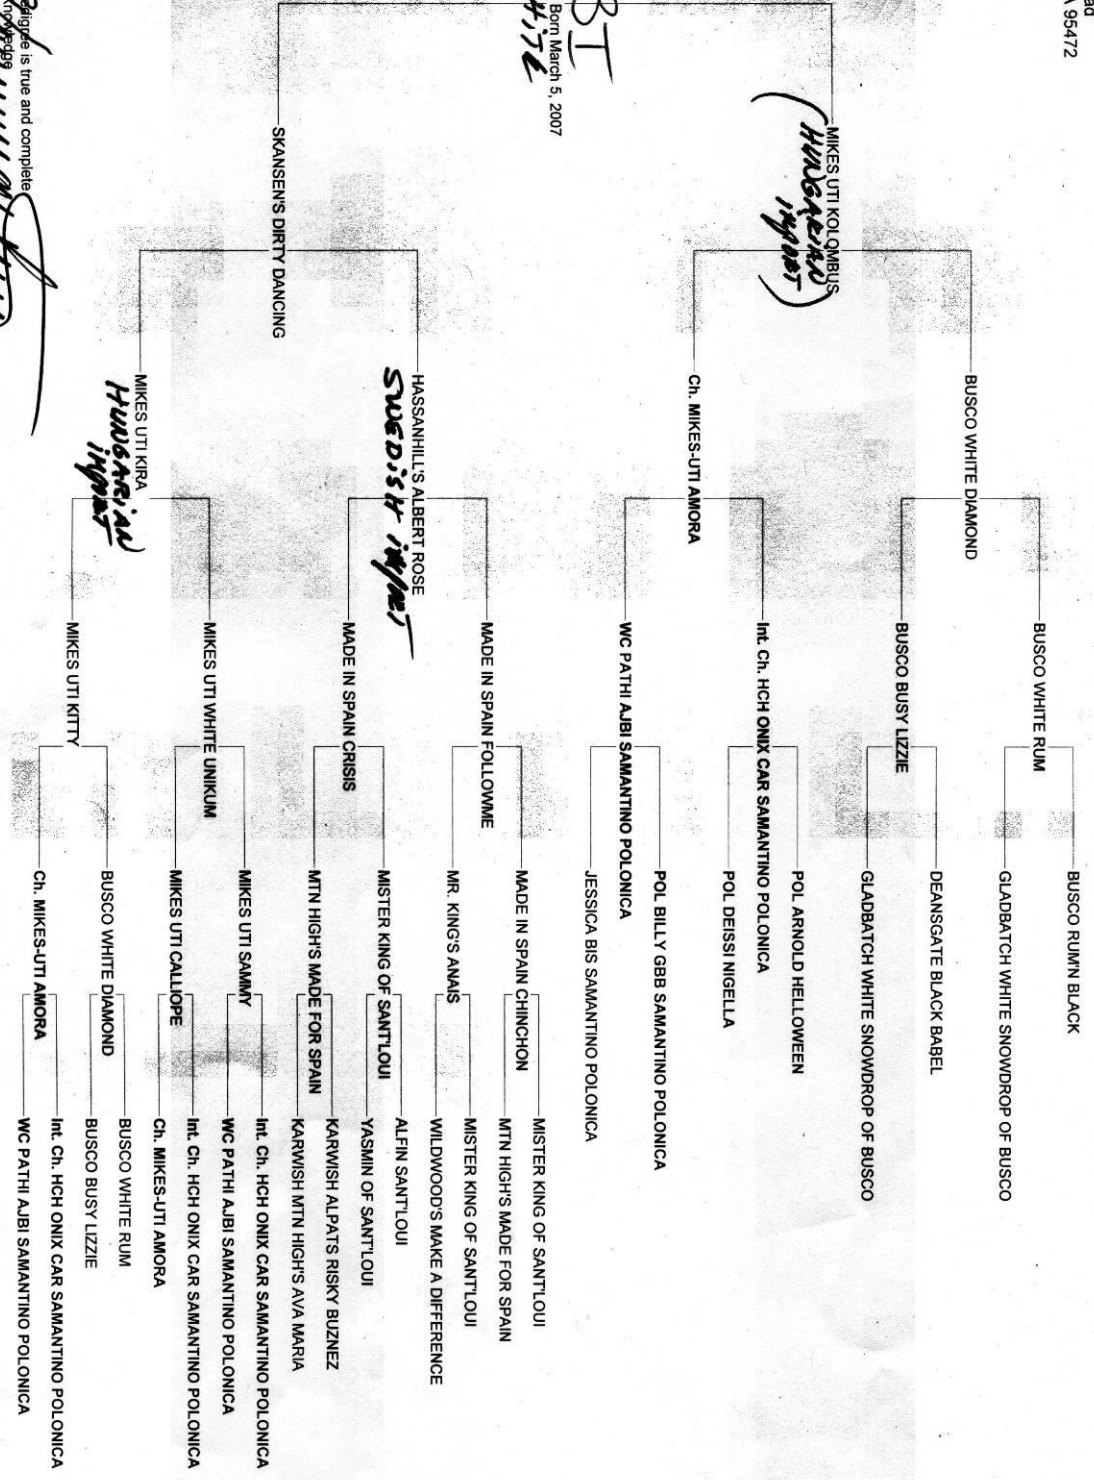 95472
BI
Born March 5, 2007
MIKES UTI KOLOMBUS
(HUNGARIAN
IMPORT)
BUSCO WHITE DIAMOND
BUSCO WHITE RUM
BUSCO RUM'N BLACK
GLADBATCH WHITE SNOWDROP OF BUSCO
BUSCO BUSY LIZZIE
DEANSGATE BLACK BABEL
GLADBATCH WHITE SNOWDROP OF BUSCO
Ch. MIKES-UTI AMORA
Int. Ch. HCH ONIX CAR SAMANTINO POLONICA
POL ARNOLD HELLOWEEN
POL DEISSI NIGELLA
WC PATHI AJBI SAMANTINO POLONICA
POL BILLY GBB SAMANTINO POLONICA
JESSICA BIS SAMANTINO POLONICA
SKANSEN'S DIRTY DANCING
HASSANHILL'S ALBERT ROSE
SWEDISH IMPORT
MADE IN SPAIN FOLLOWME
MADE IN SPAIN CHINCHON
MISTER KING OF SANT'LOUI
MTN HIGH'S MADE FOR SPAIN
MR. KING'S ANAIS
MISTER KING OF SANT'LOUI
WILDWOOD'S MAKE A DIFFERENCE
MADE IN SPAIN CRISIS
MISTER KING OF SANT'LOUI
ALFIN SANT'LOUI
YASMIN OF SANT'LOUI
MTN HIGH'S MADE FOR SPAIN
KARWISH ALPATS RISKY BUZNEZ
KARWISH MTN HIGH'S AVA MARIA
MIKES UTI KIRA
HUNGARIAN
IMPORT
MIKES UTI WHITE UNIKUM
MIKES UTI SAMMY
Int. Ch. HCH ONIX CAR SAMANTINO POLONICA
WC PATHI AJBI SAMANTINO POLONICA
MIKES UTI CALLIOPE
Int. Ch. HCH ONIX CAR SAMANTINO POLONICA
Ch. MIKES-UTI AMORA
MIKES UTI KITTY
BUSCO WHITE DIAMOND
BUSCO WHITE RUM
BUSCO BUSY LIZZIE
Ch. MIKES-UTI AMORA
Int. Ch. HCH ONIX CAR SAMANTINO POLONICA
WC PATHI AJBI SAMANTINO POLONICA
is true and complete